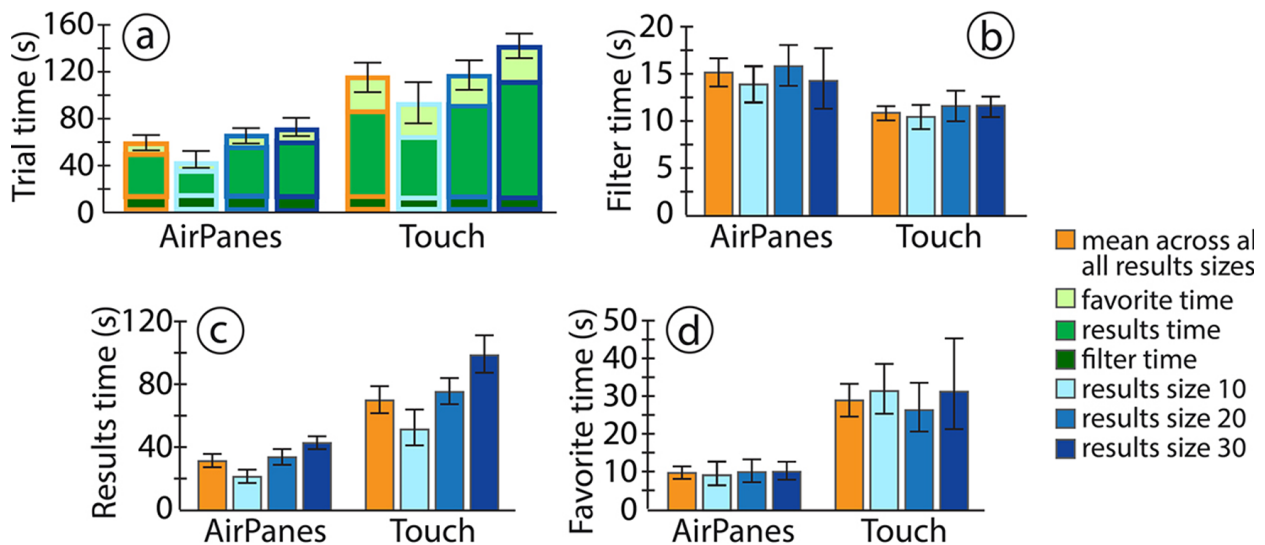 a
Trial time (s)
160
120
80
40
0
AirPanes
Touch
b
Filter time (s)
20
15
10
5
0
AirPanes
Touch
c
Results time (s)
120
80
40
0
AirPanes
Touch
d
Favorite time (s)
50
40
30
20
10
0
AirPanes
Touch
mean across al
all results sizes
favorite time
results time
filter time
results size 10
results size 20
results size 30